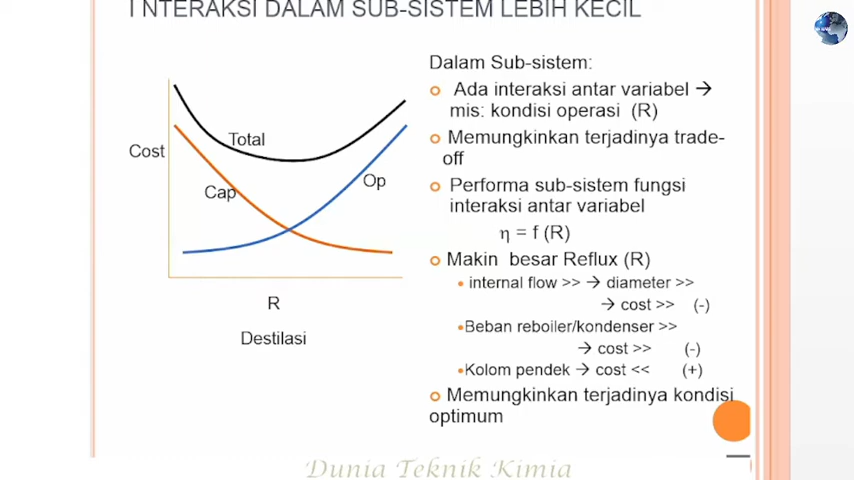 INTERAKSI DALAM SUB-SISTEM LEBIH KECIL
Cost
Total
Cap
Op
R
Destilasi
Dalam Sub-sistem:
Ada interaksi antar variabel →
mis: kondisi operasi (R)
Memungkinkan terjadinya trade-
off
Performa sub-sistem fungsi
interaksi antar variabel
η = f (R)
Makin besar Reflux (R)
internal flow >> → diameter >>
→ cost >> (-)
Beban reboiler/kondenser >>
→ cost >> (-)
Kolom pendek → cost << (+)
Memungkinkan terjadinya kondisi
optimum
Dunia Teknik Kimia